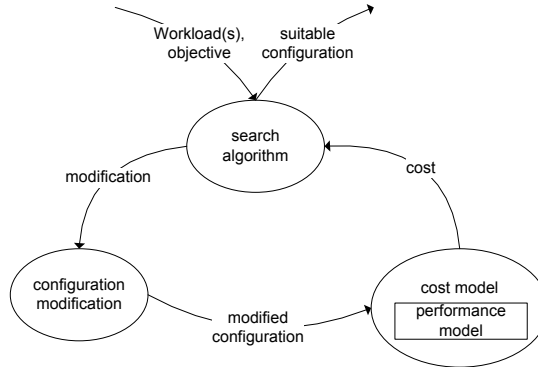 Workload(s),
objective
suitable
configuration
search
algorithm
modification
cost
configuration
modification
modified
configuration
cost model
performance
model